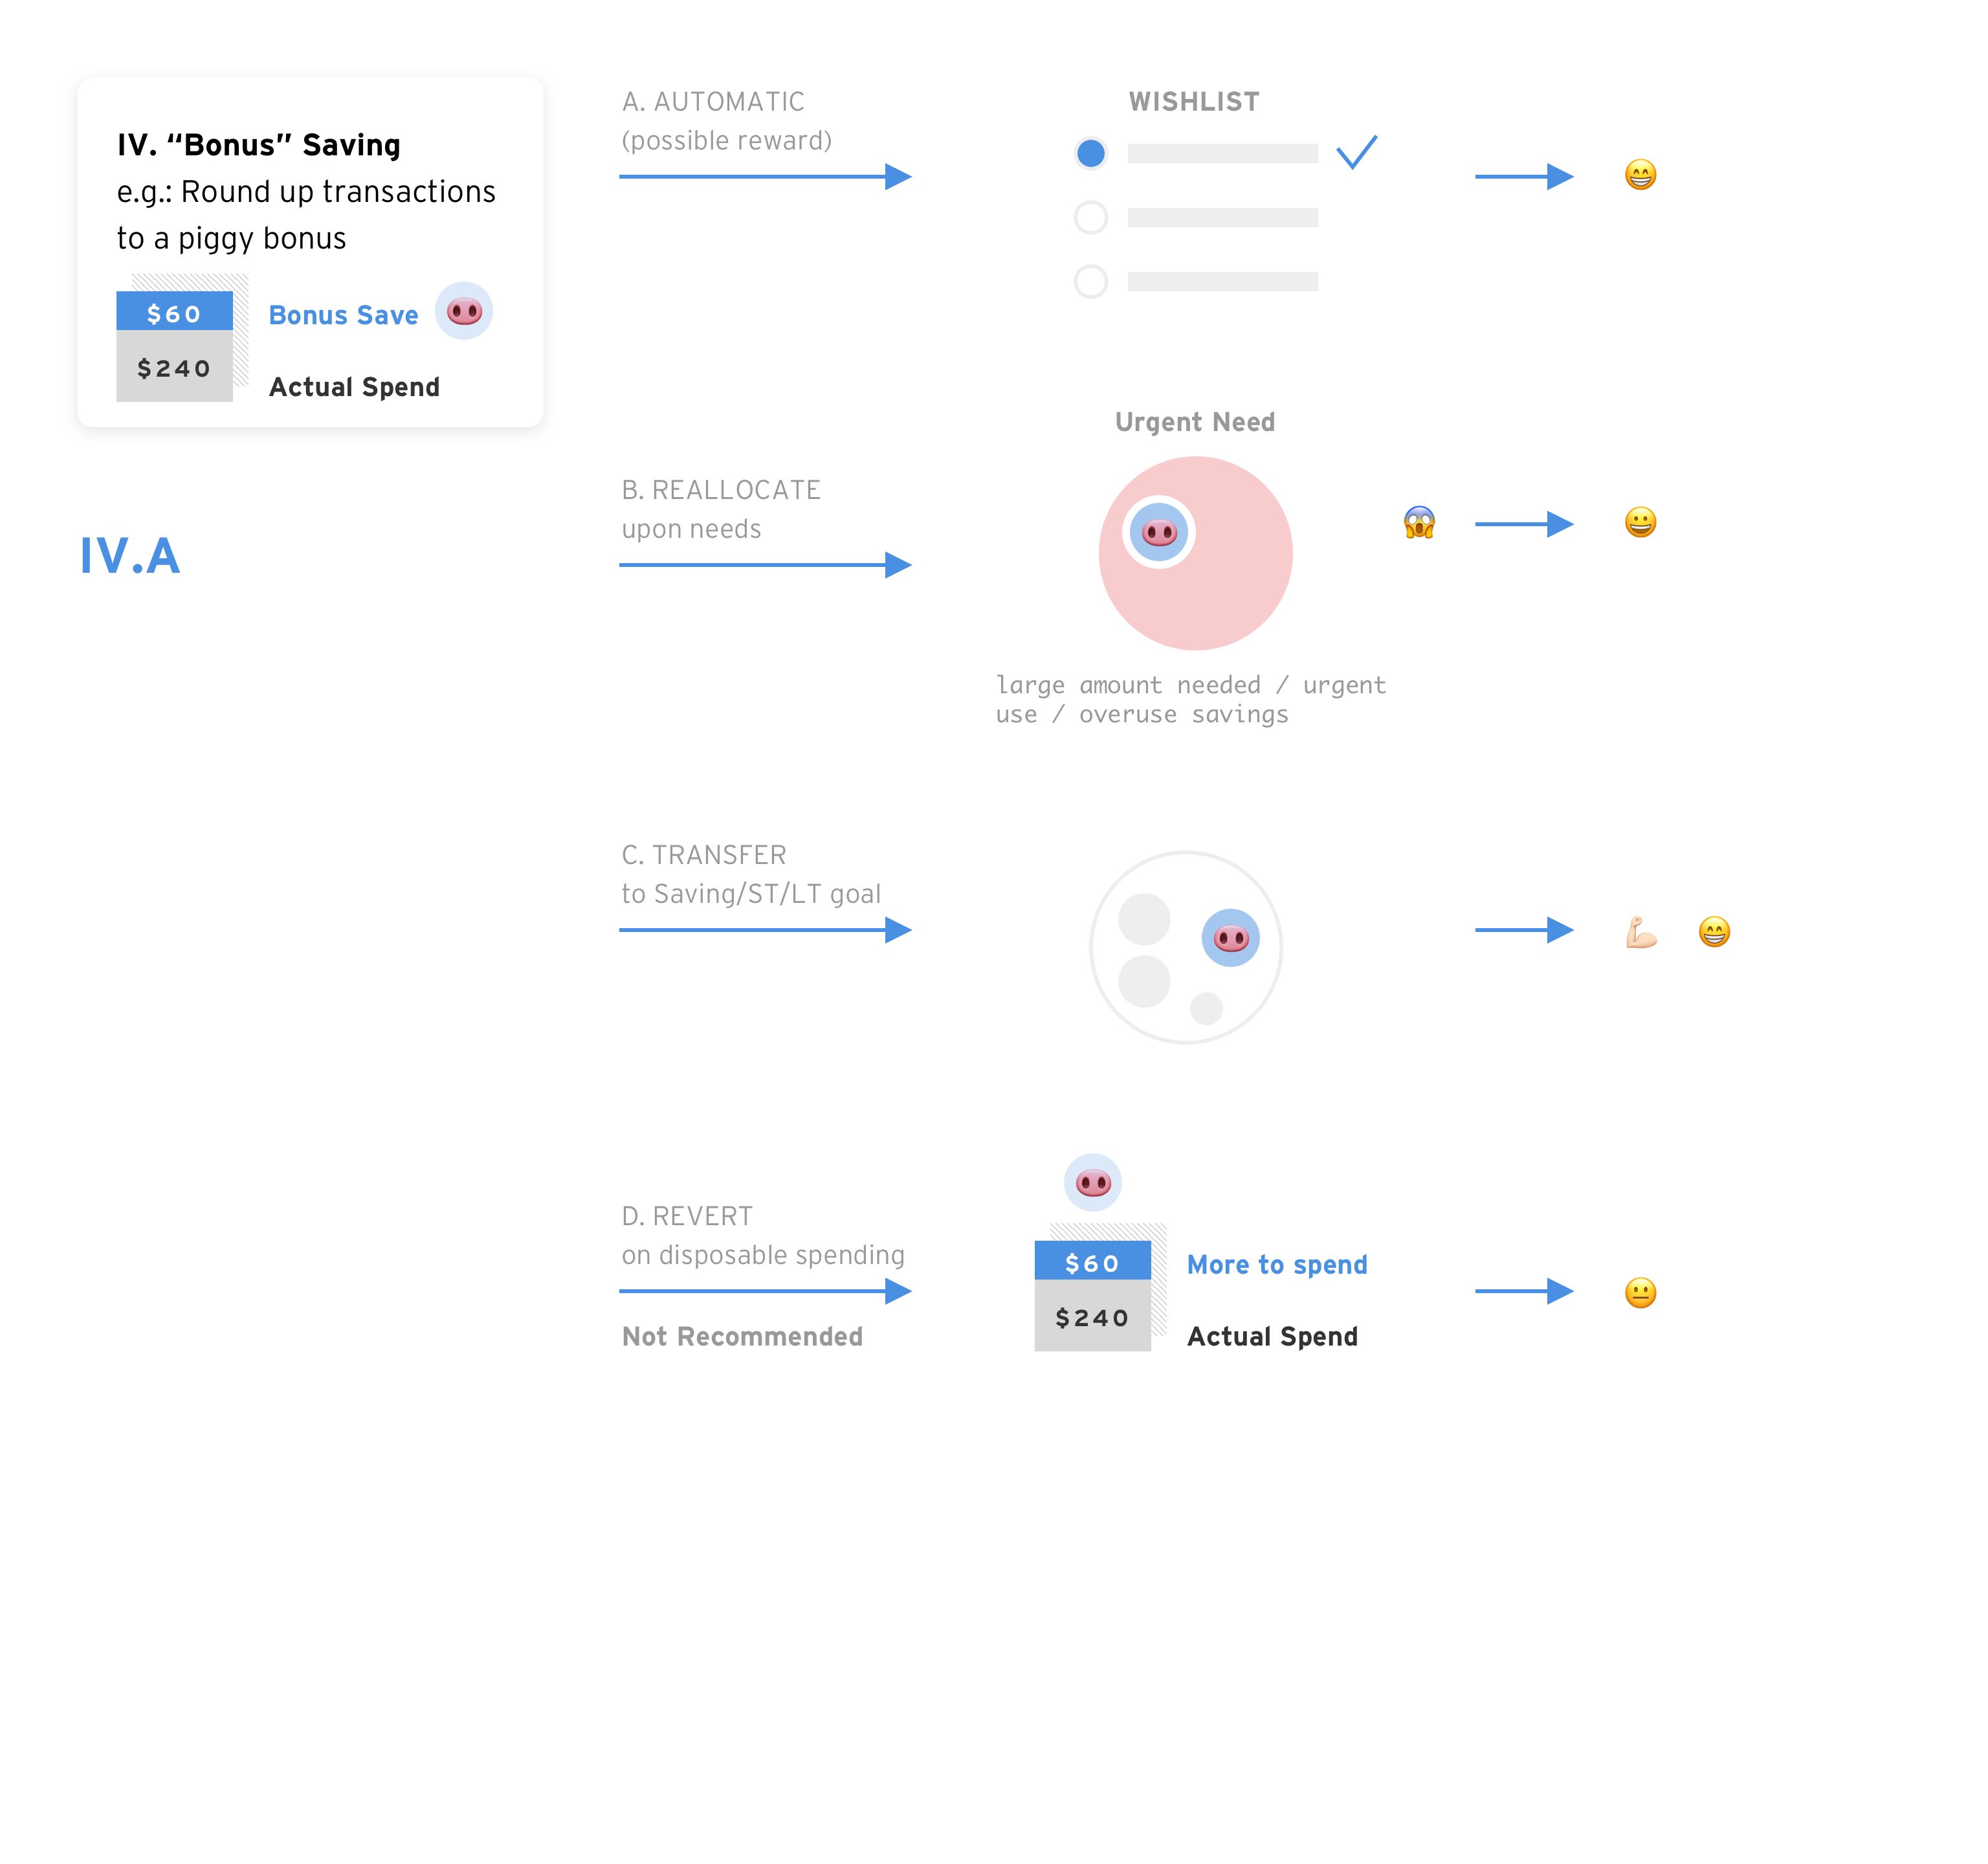 IV. “Bonus” Saving
e.g.: Round up transactions
to a piggy bonus
$60
Bonus Save
$240
Actual Spend
IV.A
A. AUTOMATIC
(possible reward)
WISHLIST
B. REALLOCATE
upon needs
Urgent Need
large amount needed / urgent
use / overuse savings
C. TRANSFER
to Saving/ST/LT goal
D. REVERT
on disposable spending
Not Recommended
$60
More to spend
$240
Actual Spend